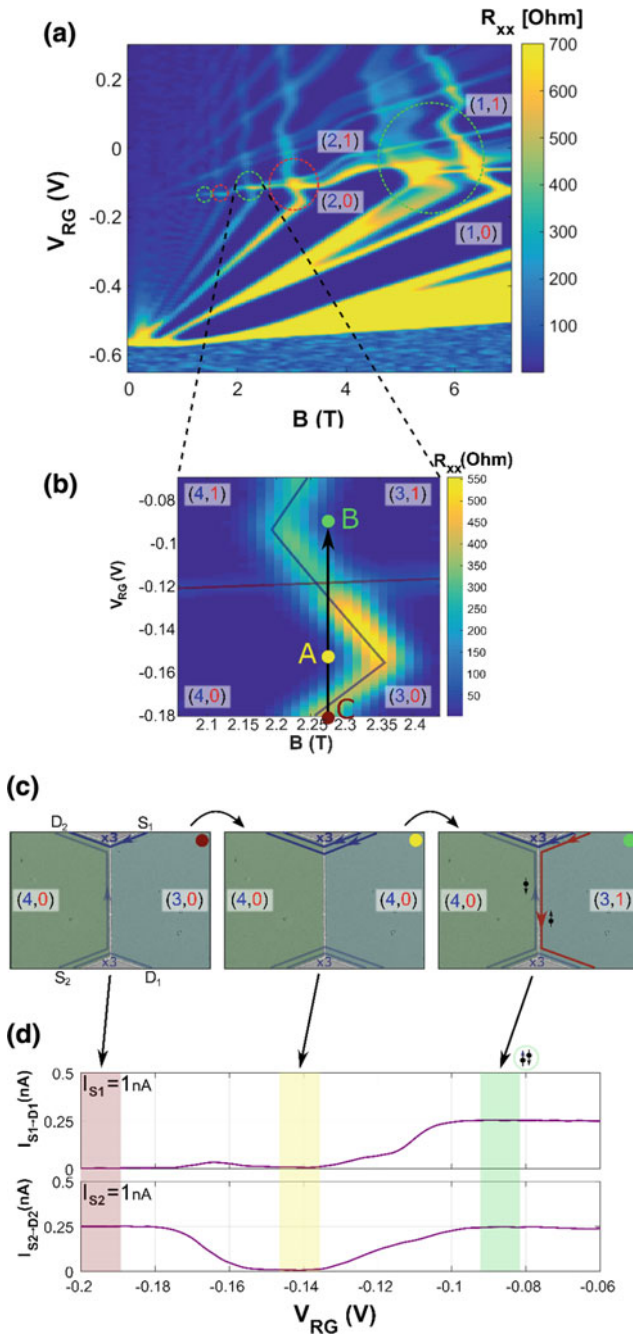 (a)
R_xx [Ohm]
700
600
500
400
300
200
100
V_RG (V)
0.2
0
-0.2
-0.4
-0.6
(1,1)
(2,1)
(2,0)
(1,0)
0 2 4 6
B (T)
(b)
R_xx(Ohm)
550
500
450
400
350
300
250
200
150
100
50
V_RG(V)
-0.08
-0.1
-0.12
-0.14
-0.16
-0.18
(4,1) (3,1)
B
A
(4,0) (3,0)
C
2.1 2.15 2.2 2.25 2.3 2.35 2.4
B (T)
(c)
D₂ x3 S₁
(4,0) (3,0)
S₂ x3 D₁
x3
(4,0) (4,0)
x3
x3
(4,0) (3,1)
x3
(d)
I_S1→D1(nA)
0.5
0.25
0
I_S1=1nA
I_S2→D2(nA)
0.5
0.25
0
I_S2=1nA
-0.2 -0.18 -0.16 -0.14 -0.12 -0.1 -0.08 -0.06
V_RG (V)